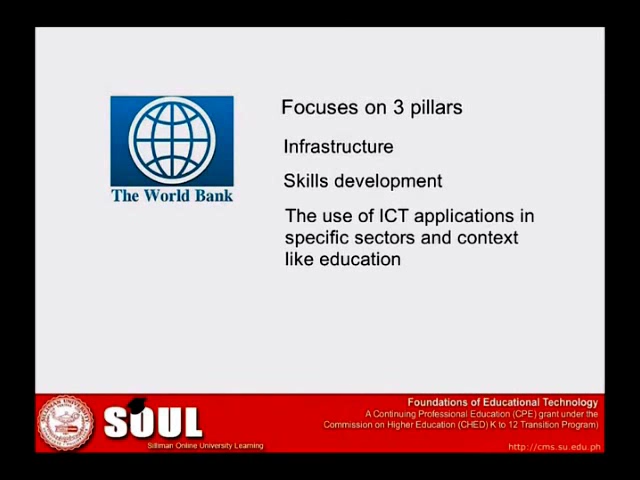 Focuses on 3 pillars
Infrastructure
Skills development
The use of ICT applications in
specific sectors and context
like education
The World Bank
SOUL
Silliman Online University Learning
Foundations of Educational Technology
A Continuing Professional Education (CPE) grant under the
Commission on Higher Education (CHED) K to 12 Transition Program)
http://cms.su.edu.ph